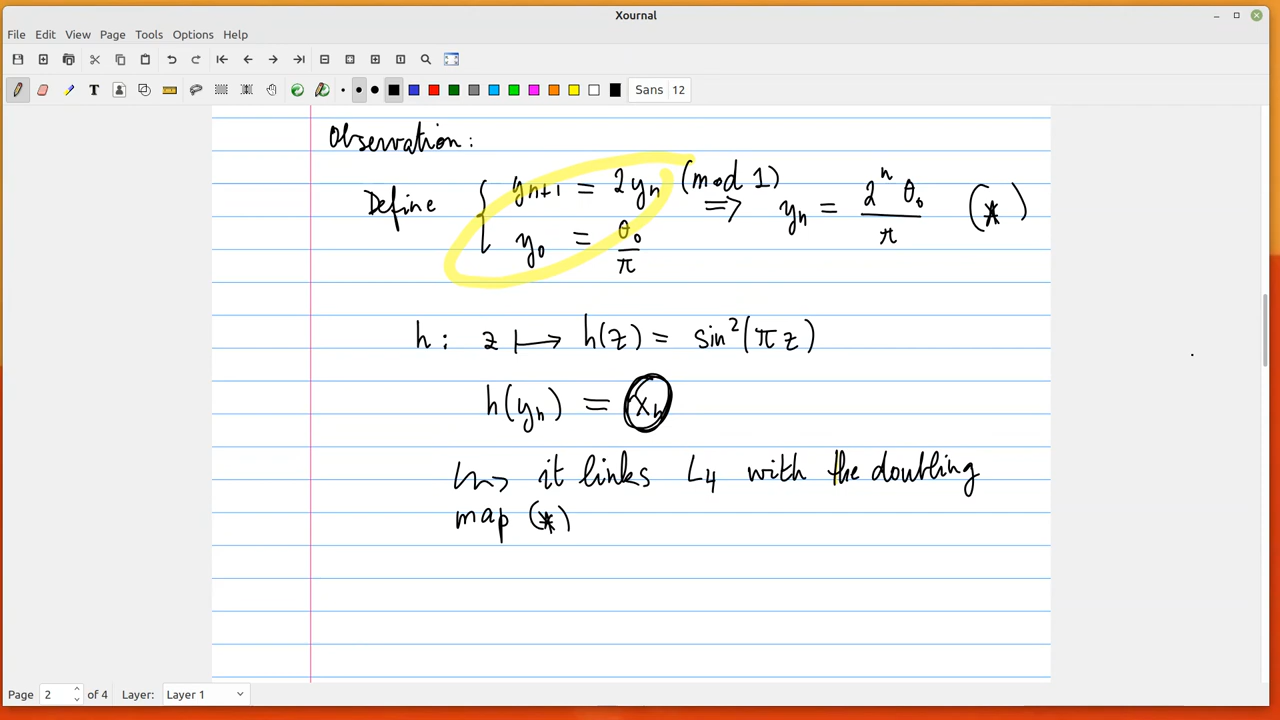 Xournal
File Edit View Page Tools Options Help
Sans 12
Observation:
Define { yn+1 = 2yn (mod 1) ⟹ yn = 2^n θ0 / π (*)
y0 = θ0 / π
h: z ⟼ h(z) = sin²(πz)
h(yn) = xn
↝ it links L4 with the doubling
map (*)
Page 2 of 4 Layer: Layer 1